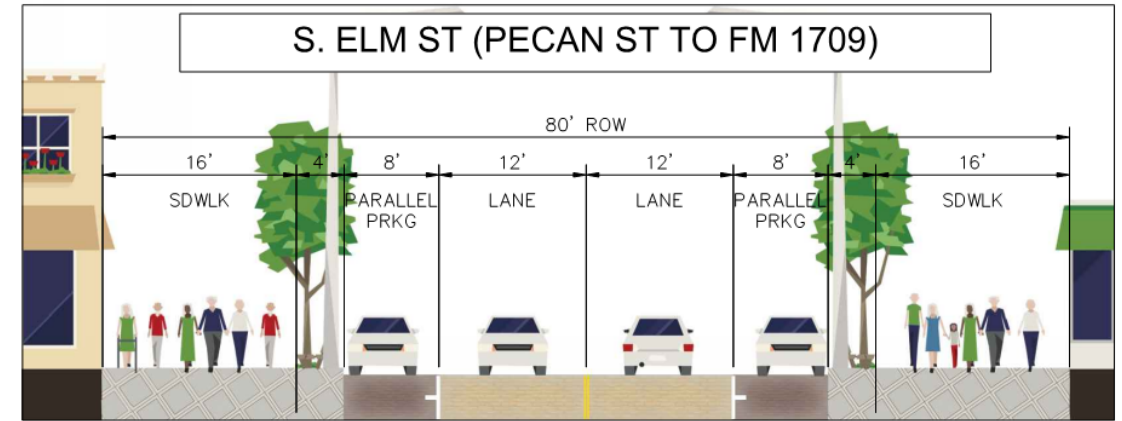 S. ELM ST (PECAN ST TO FM 1709)
80' ROW
16' 4' 8' 12' 12' 8' 4' 16'
SDWLK PARALLEL LANE LANE PARALLEL SDWLK
PRKG PRKG